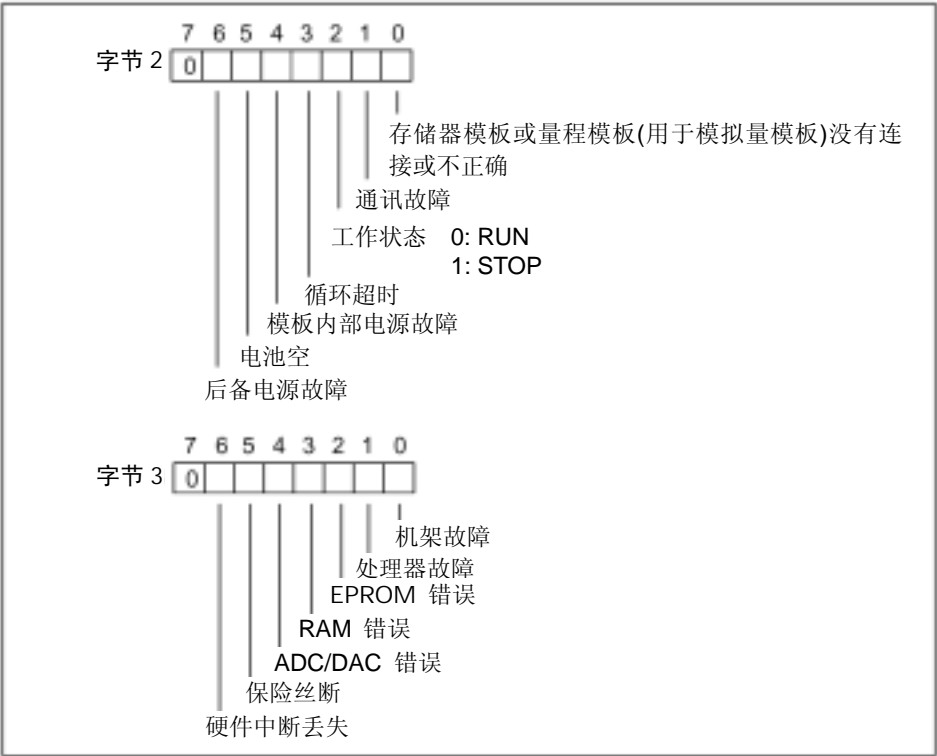 7 6 5 4 3 2 1 0
字节 2 0
存储器模板或量程模板(用于模拟量模板)没有连
接或不正确
通讯故障
工作状态 0: RUN
1: STOP
循环超时
模板内部电源故障
电池空
后备电源故障
7 6 5 4 3 2 1 0
字节 3 0
机架故障
处理器故障
EPROM 错误
RAM 错误
ADC/DAC 错误
保险丝断
硬件中断丢失